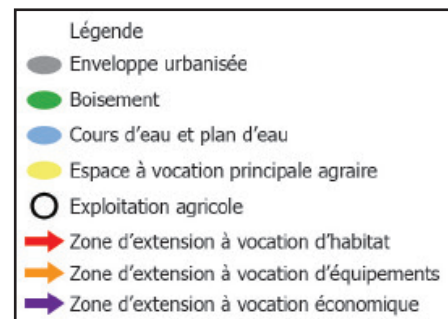 Légende
Enveloppe urbanisée
Boisement
Cours d'eau et plan d'eau
Espace à vocation principale agraire
Exploitation agricole
Zone d'extension à vocation d'habitat
Zone d'extension à vocation d'équipements
Zone d'extension à vocation économique